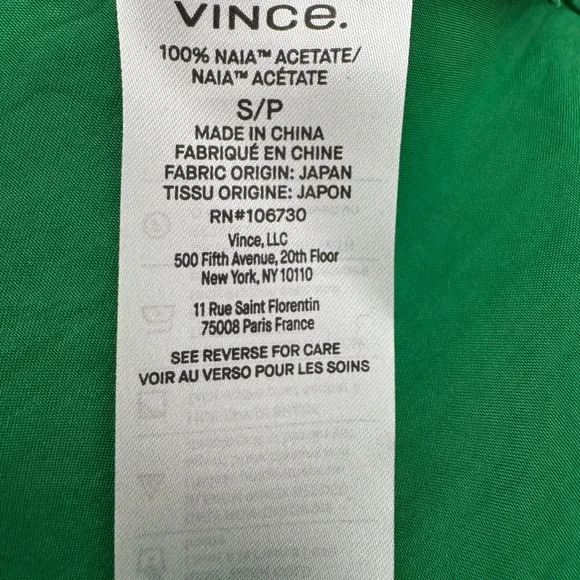 VINCE.
100% NAIA™ ACETATE/
NAIA™ ACÉTATE
S/P
MADE IN CHINA
FABRIQUÉ EN CHINE
FABRIC ORIGIN: JAPAN
TISSU ORIGINE: JAPON
RN#106730
Vince, LLC
500 Fifth Avenue, 20th Floor
New York, NY 10110
11 Rue Saint Florentin
75008 Paris France
SEE REVERSE FOR CARE
VOIR AU VERSO POUR LES SOINS